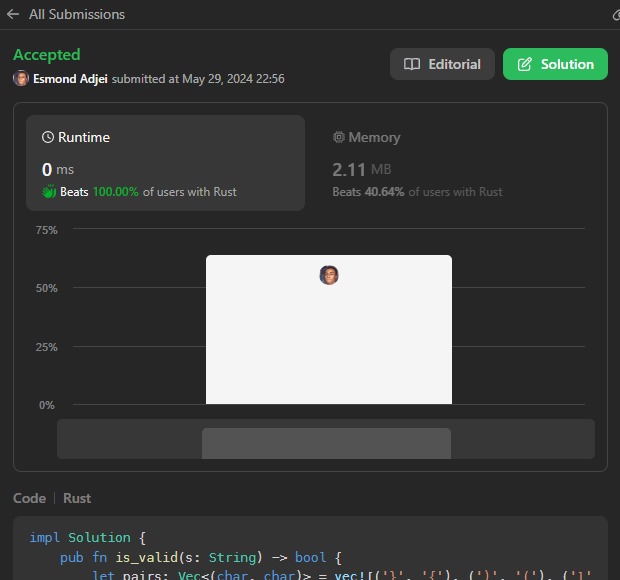 All Submissions
Accepted
Editorial
Solution
Esmond Adjei submitted at May 29, 2024 22:56
Runtime
Memory
0 ms
2.11 MB
Beats 100.00% of users with Rust
Beats 40.64% of users with Rust
75%
50%
25%
0%
Code | Rust
impl Solution {
pub fn is_valid(s: String) -> bool {
let pairs: Vec<(char, char)> = vec![('}', '{'), (')', '('), (']'